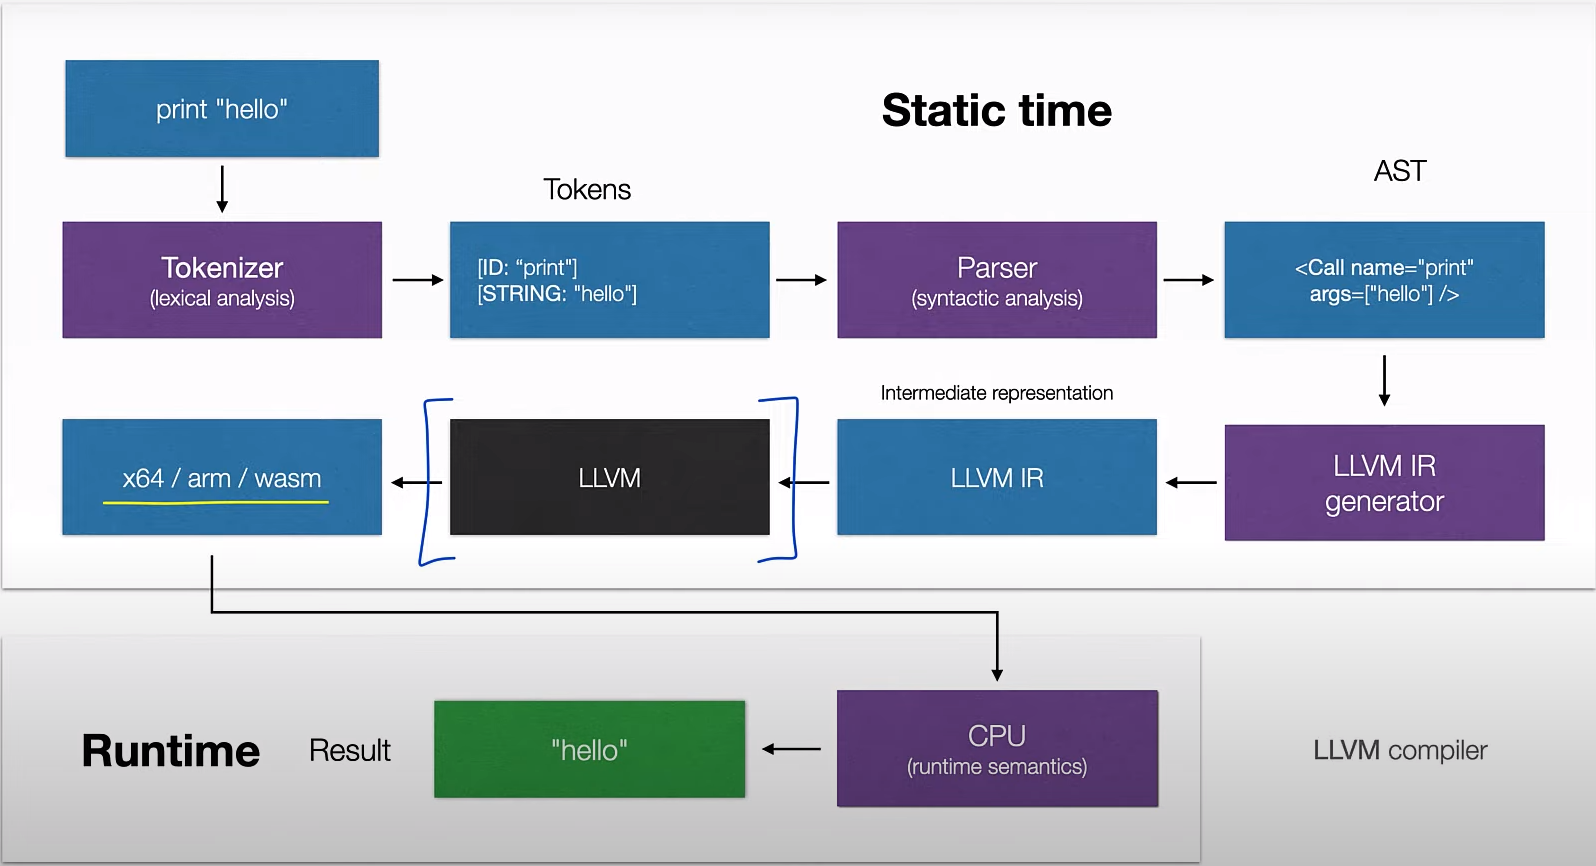 print "hello"
Static time
Tokens
AST
Tokenizer
(lexical analysis)
[ID: “print"]
[STRING: "hello"]
Parser
(syntactic analysis)
<Call name="print"
args=["hello"] />
Intermediate representation
x64 / arm / wasm
LLVM
LLVM IR
LLVM IR
generator
Runtime
Result
"hello"
CPU
(runtime semantics)
LLVM compiler